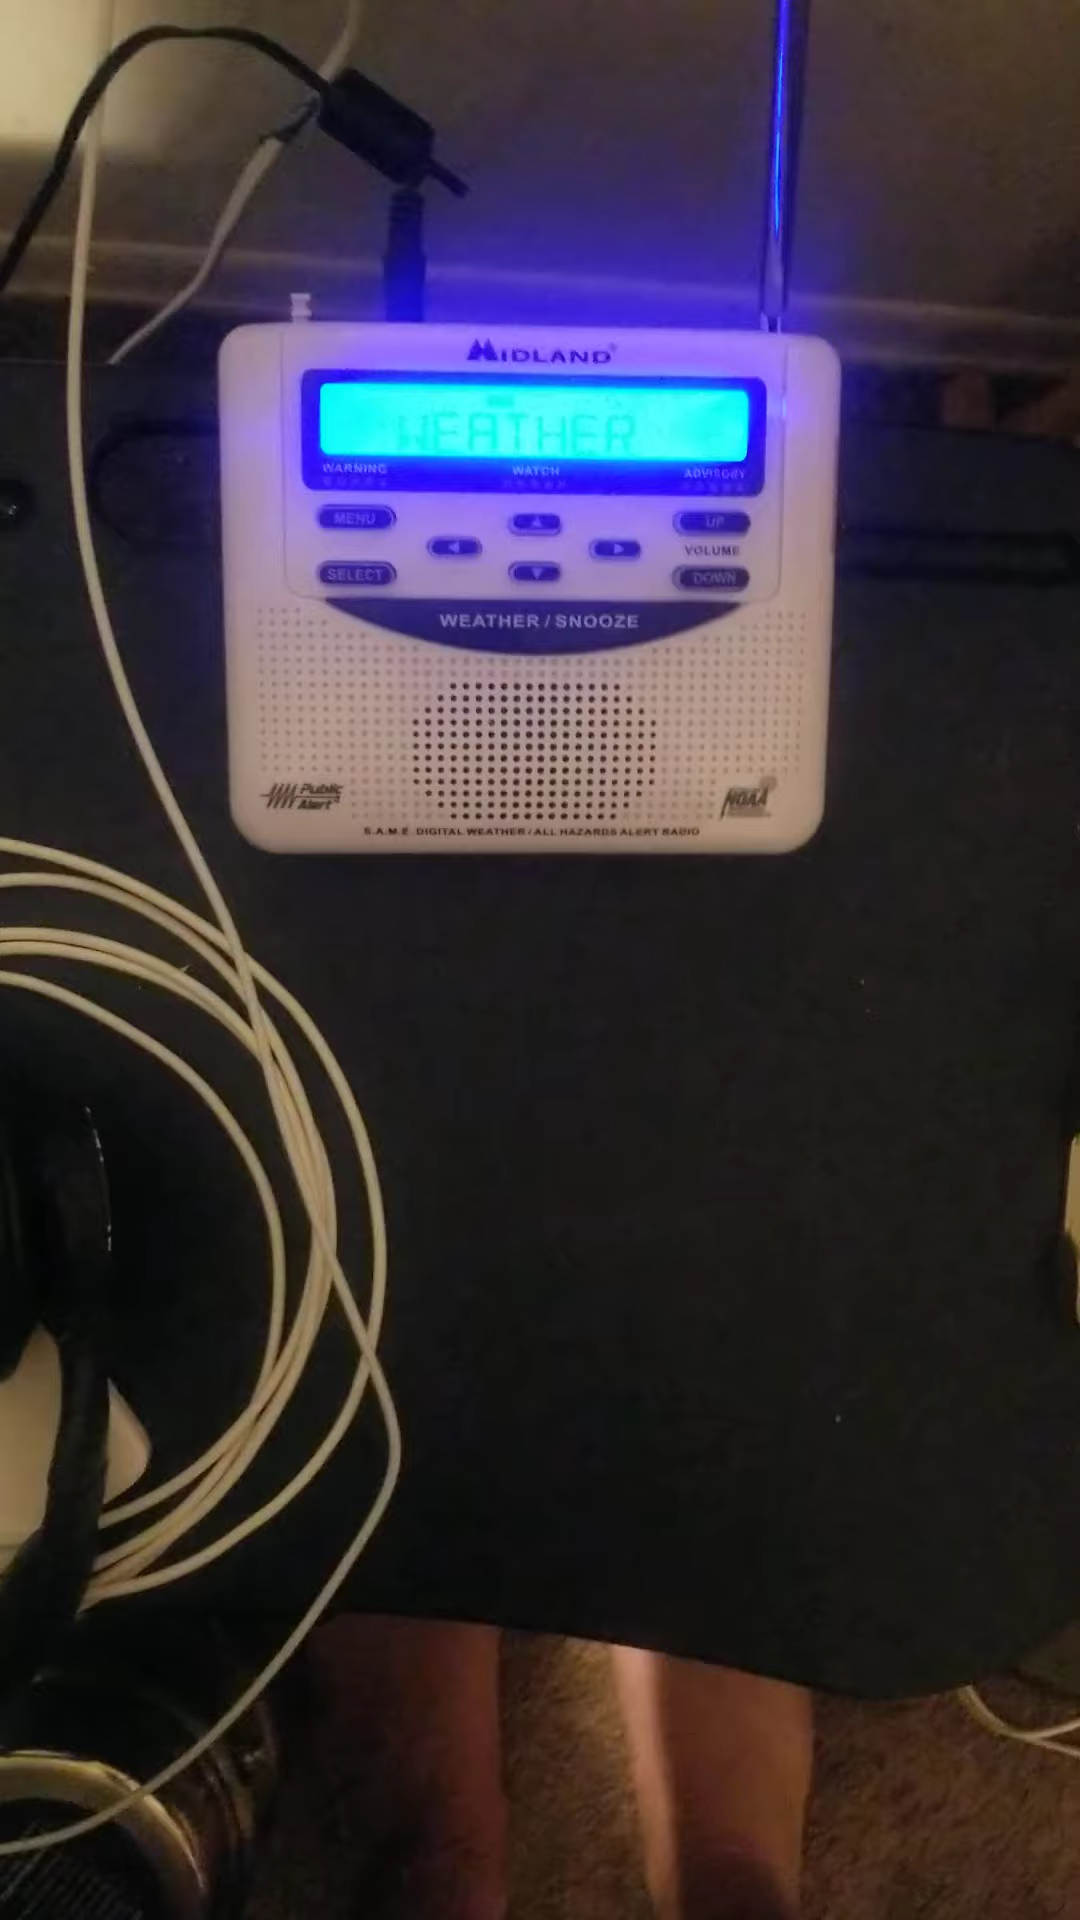 MIDLAND
WEATHER
WARNING WATCH ADVISORY
MENU UP
VOLUME
SELECT DOWN
WEATHER / SNOOZE
Public
Alert
NOAA
S.A.M.E. DIGITAL WEATHER / ALL HAZARDS ALERT RADIO